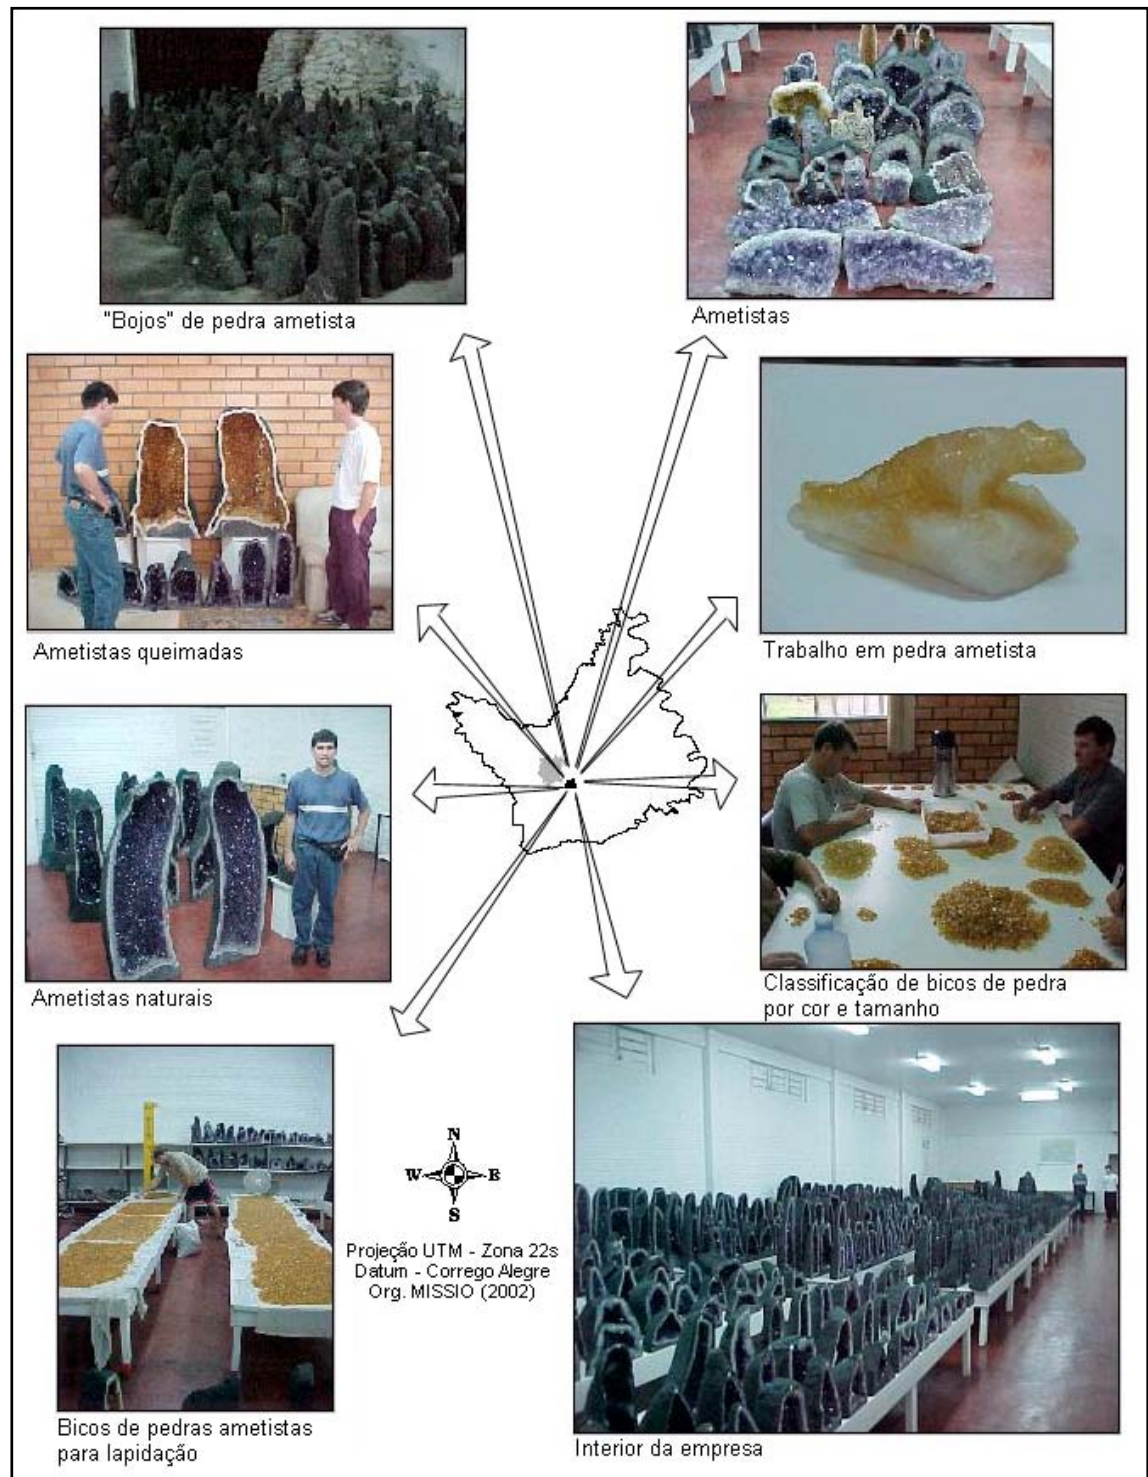 "Bojos" de pedra ametista
Ametistas
Ametistas queimadas
Trabalho em pedra ametista
Ametistas naturais
Classificação de bicos de pedra
por cor e tamanho
N
W E
S
Projeção UTM - Zona 22s
Datum - Corrego Alegre
Org. MISSIO (2002)
Bicos de pedras ametistas
para lapidação
Interior da empresa